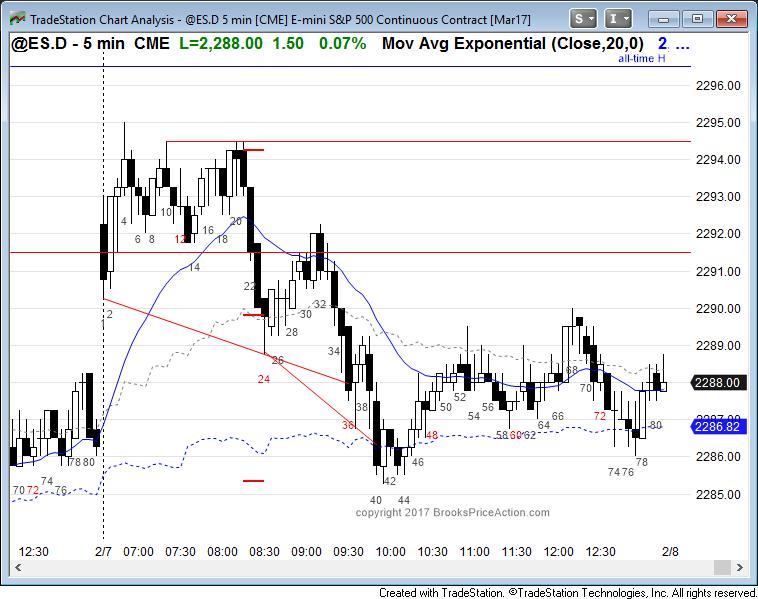 TradeStation Chart Analysis - @ES.D 5 min [CME] E-mini S&P 500 Continuous Contract [Mar17]
S I
@ES.D - 5 min CME L=2,288.00 1.50 0.07% Mov Avg Exponential (Close,20,0) 2. ...
all-time H
2296.00
2295.00
2294.00
2293.00
2292.00
2291.00
2290.00
2289.00
2288.00
2286.82
2286.00
2285.00
4 6 8 10 12 14 16 18 20
2 22 24 26 28 30 32 34 36 38
40 42 44 46 48 50 52 54 56 58 60 62 64 66 68 70 72
74 76 78 80
70 72 74 76 78 80
copyright 2017 BrooksPriceAction.com
12:30 2/7 07:00 07:30 08:00 08:30 09:00 09:30 10:00 10:30 11:00 11:30 12:00 12:30 2/8
Created with TradeStation. ©TradeStation Technologies, Inc. All rights reserved.